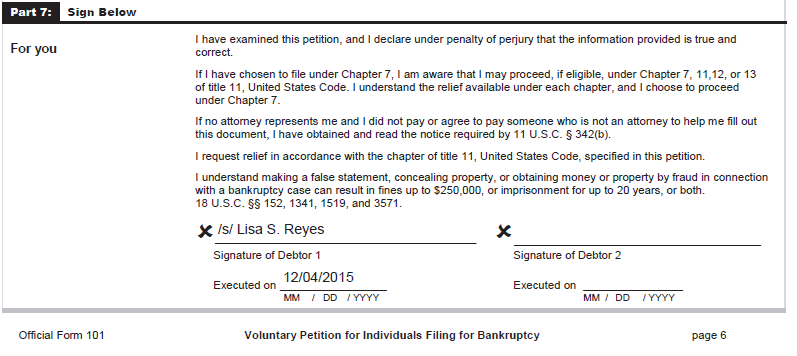 Part 7: Sign Below
For you
I have examined this petition, and I declare under penalty of perjury that the information provided is true and
correct.
If I have chosen to file under Chapter 7, I am aware that I may proceed, if eligible, under Chapter 7, 11,12, or 13
of title 11, United States Code. I understand the relief available under each chapter, and I choose to proceed
under Chapter 7.
If no attorney represents me and I did not pay or agree to pay someone who is not an attorney to help me fill out
this document, I have obtained and read the notice required by 11 U.S.C. § 342(b).
I request relief in accordance with the chapter of title 11, United States Code, specified in this petition.
I understand making a false statement, concealing property, or obtaining money or property by fraud in connection
with a bankruptcy case can result in fines up to $250,000, or imprisonment for up to 20 years, or both.
18 U.S.C. §§ 152, 1341, 1519, and 3571.
✘ /s/ Lisa S. Reyes ✘
Signature of Debtor 1 Signature of Debtor 2
Executed on 12/04/2015 Executed on
MM / DD / YYYY MM / DD / YYYY
Official Form 101 Voluntary Petition for Individuals Filing for Bankruptcy page 6